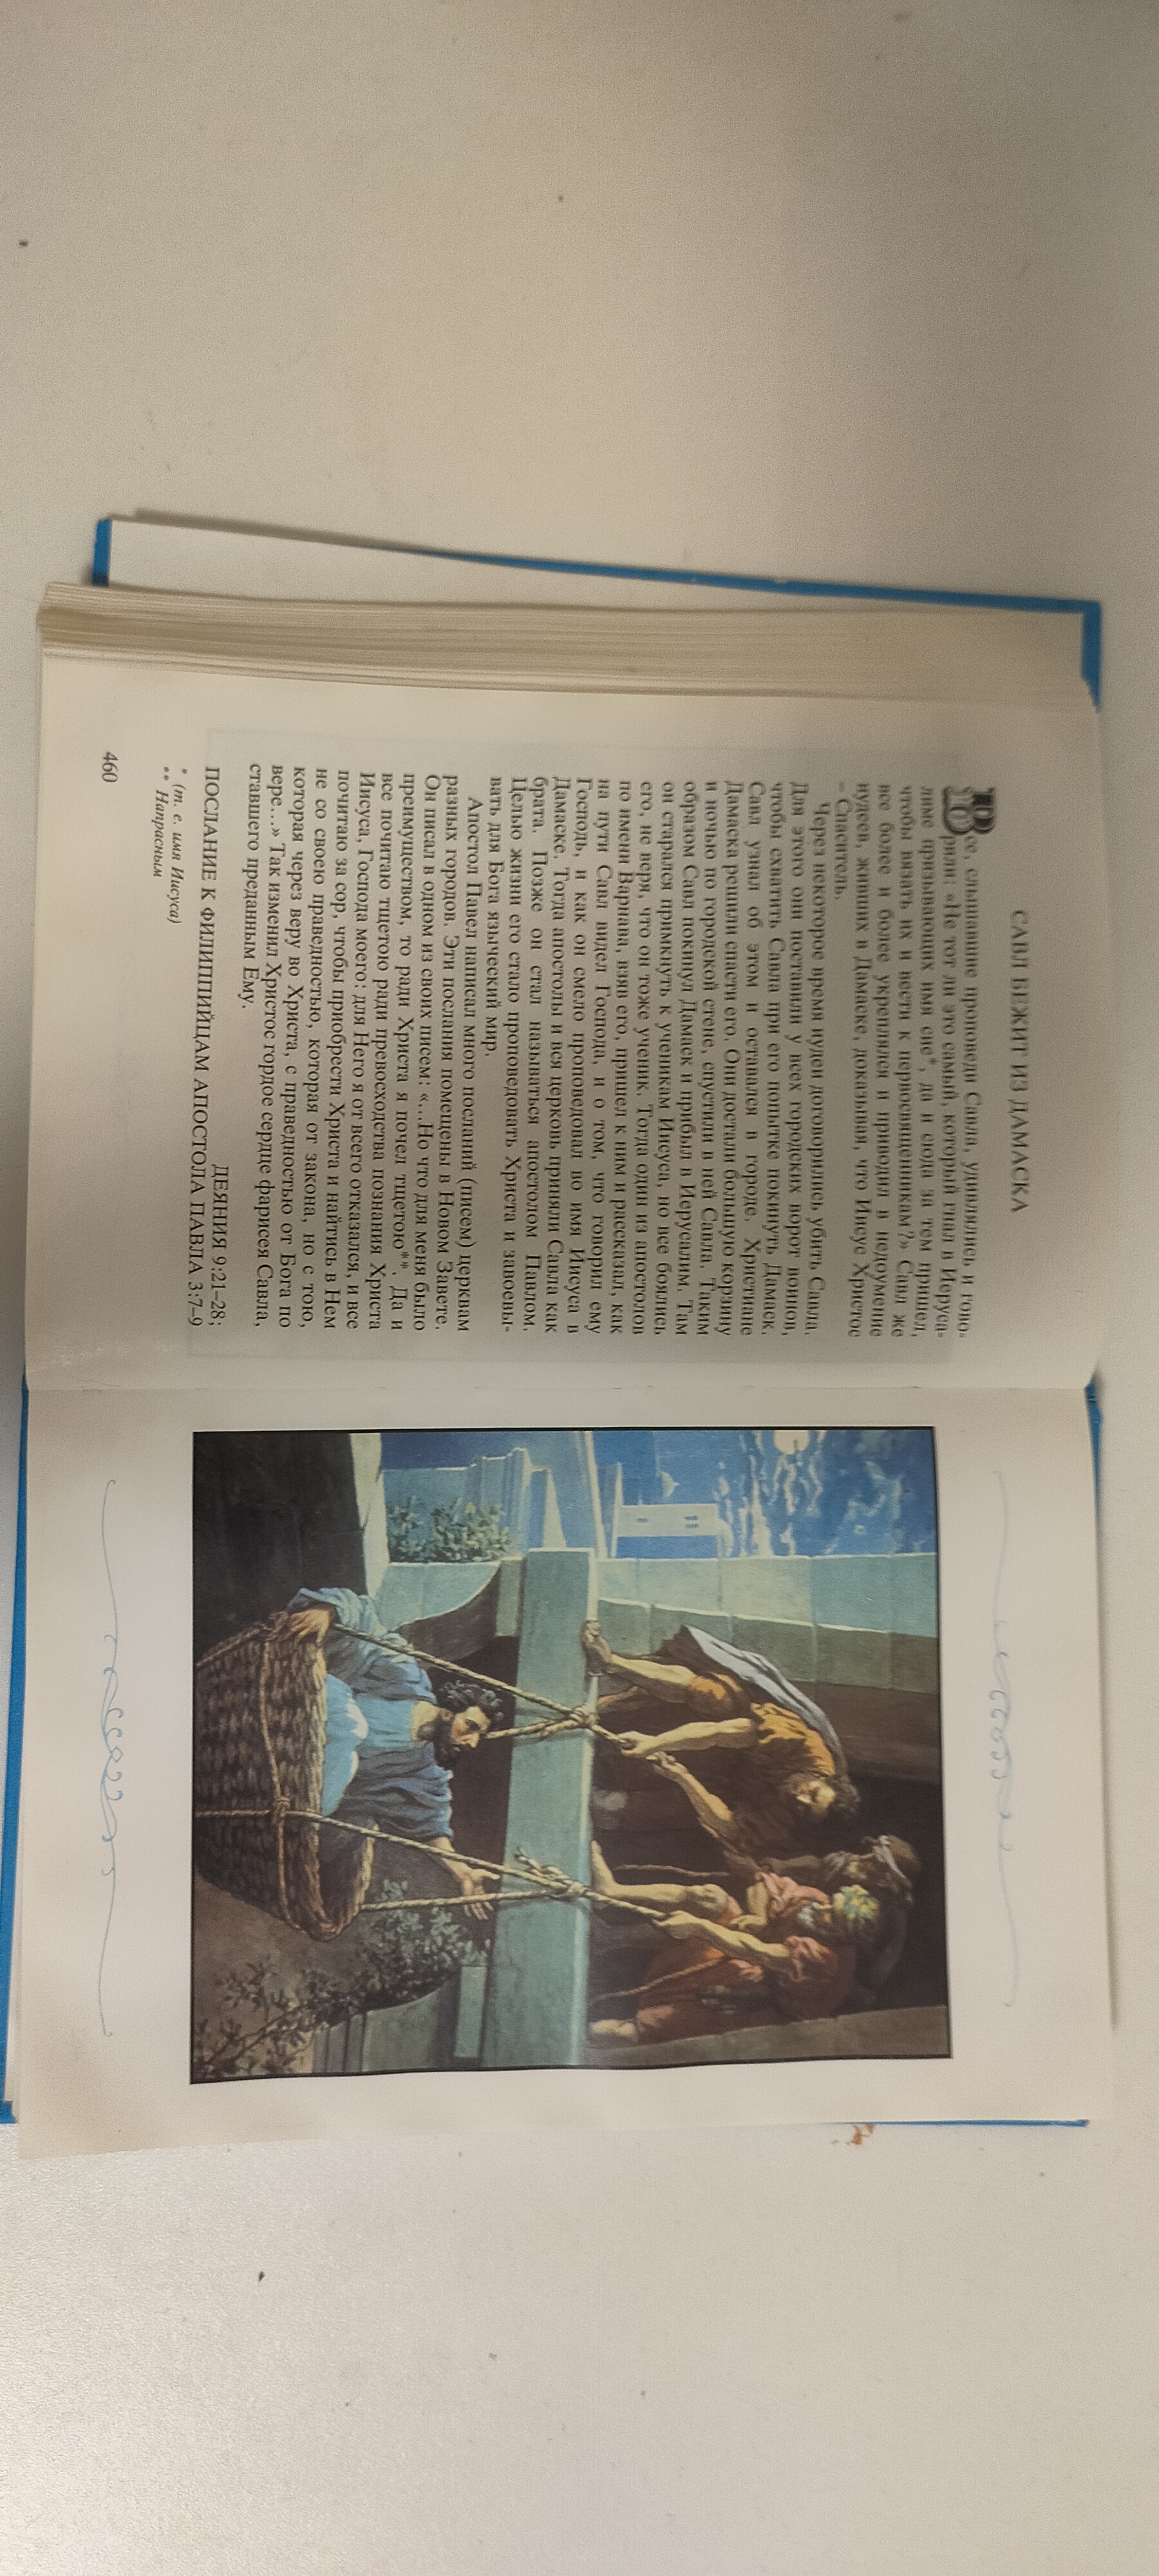 САВЛ БЕЖИТ ИЗ ДАМАСКА
Все, слышавшие проповеди Савла, удивлялись и гово-
рили: «Не тот ли это самый, который гнал в Иеруса-
лиме призывающих имя сие*, да и сюда за тем пришел,
чтобы вязать их и вести к первосвященникам?» Савл же
все более и более укреплялся и приводил в недоумение
иудеев, живших в Дамаске, доказывая, что Иисус Христос
– Спаситель.
Через некоторое время иудеи договорились убить Савла.
Для этого они поставили у всех городских ворот воинов,
чтобы схватить Савла при его попытке покинуть Дамаск.
Савл узнал об этом и оставался в городе. Христиане
Дамаска решили спасти его. Они достали большую корзину
и ночью по городской стене, спустили в ней Савла. Таким
образом Савл покинул Дамаск и прибыл в Иерусалим. Там
он старался примкнуть к ученикам Иисуса, но все боялись
его, не веря, что он тоже ученик. Тогда один из апостолов
по имени Варнава, взяв его, пришел к ним и рассказал, как
на пути Савл видел Господа, и о том, что говорил ему
Господь, и как он смело проповедовал во имя Иисуса в
Дамаске. Тогда апостолы и вся церковь приняли Савла как
брата. Позже он стал называться апостолом Павлом.
Целью жизни его стало проповедовать Христа и завоевы-
вать для Бога языческий мир.
Апостол Павел написал много посланий (писем) церквам
разных городов. Эти послания помещены в Новом Завете.
Он писал в одном из своих писем: «...Но что для меня было
преимуществом, то ради Христа я почел тщетою**. Да и
все почитаю тщетою ради превосходства познания Христа
Иисуса, Господа моего: для Него я от всего отказался, и все
почитаю за сор, чтобы приобрести Христа и найтись в Нем
не со своею праведностью, которая от закона, но с тою,
которая через веру во Христа, с праведностью от Бога по
вере...» Так изменил Христос гордое сердце фарисея Савла,
ставшего преданным Ему.
ДЕЯНИЯ 9:21–28;
ПОСЛАНИЕ К ФИЛИППИЙЦАМ АПОСТОЛА ПАВЛА 3:7–9
* (т. е. имя Иисуса)
** Напрасным
460